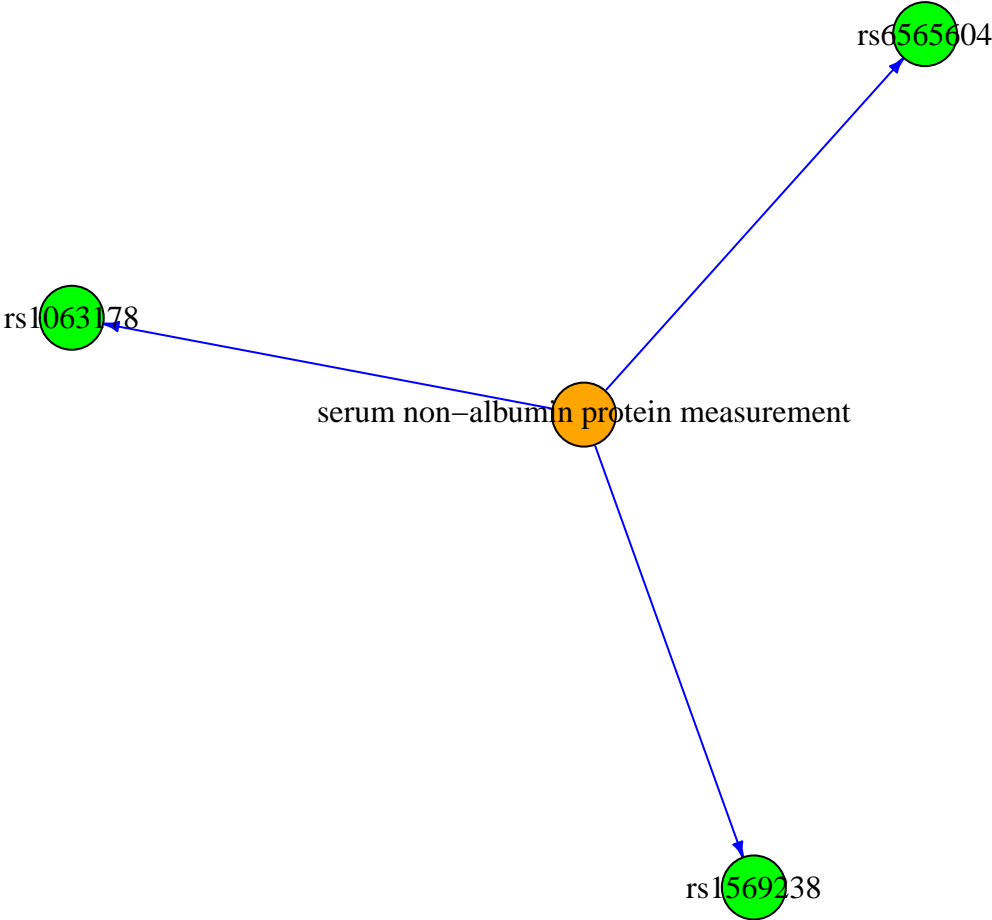 rs6565604
rs1063178
serum non−albumin protein measurement
rs1569238